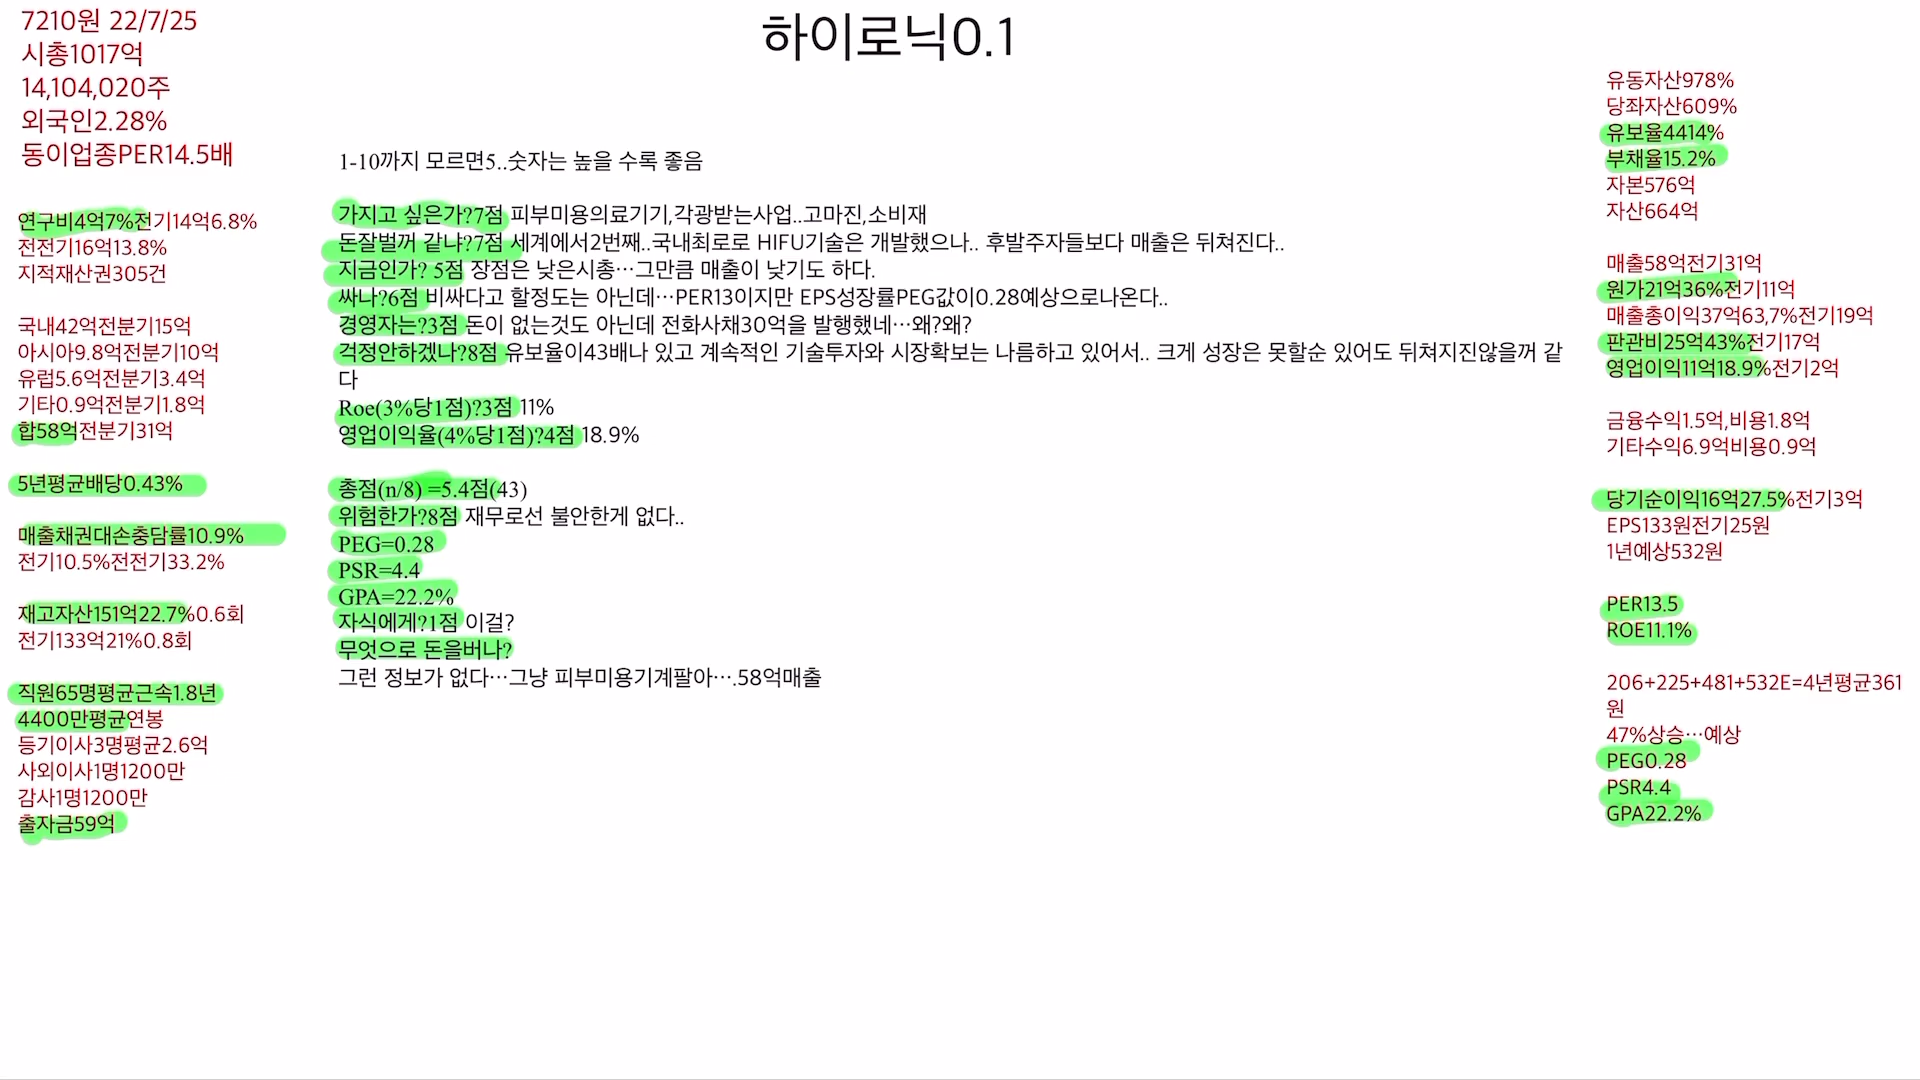 하이로닉0.1
7210원 22/7/25
시총1017억
14,104,020주
외국인2.28%
동이업종PER14.5배
연구비4억7%전기14억6.8%
전전기16억13.8%
지적재산권305건
국내42억전분기15억
아시아9.8억전분기10억
유럽5.6억전분기3.4억
기타0.9억전분기1.8억
합58억전분기31억
5년평균배당0.43%
매출채권대손충담률10.9%
전기10.5%전전기33.2%
재고자산151억22.7%0.6회
전기133억21%0.8회
직원65명평균근속1.8년
4400만평균연봉
등기이사3명평균2.6억
사외이사1명1200만
감사1명1200만
출자금59억
1-10까지 모르면5..숫자는 높을 수록 좋음
가지고 싶은가?7점 피부미용의료기기,각광받는사업..고마진,소비재
돈잘벌꺼 같나?7점 세계에서2번째..국내최로로 HIFU기술은 개발했으나.. 후발주자들보다 매출은 뒤쳐진다..
지금인가? 5점 장점은 낮은시총…그만큼 매출이 낮기도 하다.
싸나?6점 비싸다고 할정도는 아닌데…PER13이지만 EPS성장률PEG값이0.28예상으로나온다..
경영자는?3점 돈이 없는것도 아닌데 전화사채30억을 발행했네…왜?왜?
걱정안하겠나?8점 유보율이43배나 있고 계속적인 기술투자와 시장확보는 나름하고 있어서.. 크게 성장은 못할순 있어도 뒤쳐지진않을꺼 같
다
Roe(3%당1점)?3점 11%
영업이익율(4%당1점)?4점 18.9%
총점(n/8) =5.4점(43)
위험한가?8점 재무로선 불안한게 없다..
PEG=0.28
PSR=4.4
GPA=22.2%
자식에게?1점 이걸?
무엇으로 돈을버나?
그런 정보가 없다…그냥 피부미용기계팔아….58억매출
유동자산978%
당좌자산609%
유보율4414%
부채율15.2%
자본576억
자산664억
매출58억전기31억
원가21억36%전기11억
매출총이익37억63,7%전기19억
판관비25억43%전기17억
영업이익11억18.9%전기2억
금융수익1.5억,비용1.8억
기타수익6.9억비용0.9억
당기순이익16억27.5%전기3억
EPS133원전기25원
1년예상532원
PER13.5
ROE11.1%
206+225+481+532E=4년평균361
원
47%상승…예상
PEG0.28
PSR4.4
GPA22.2%